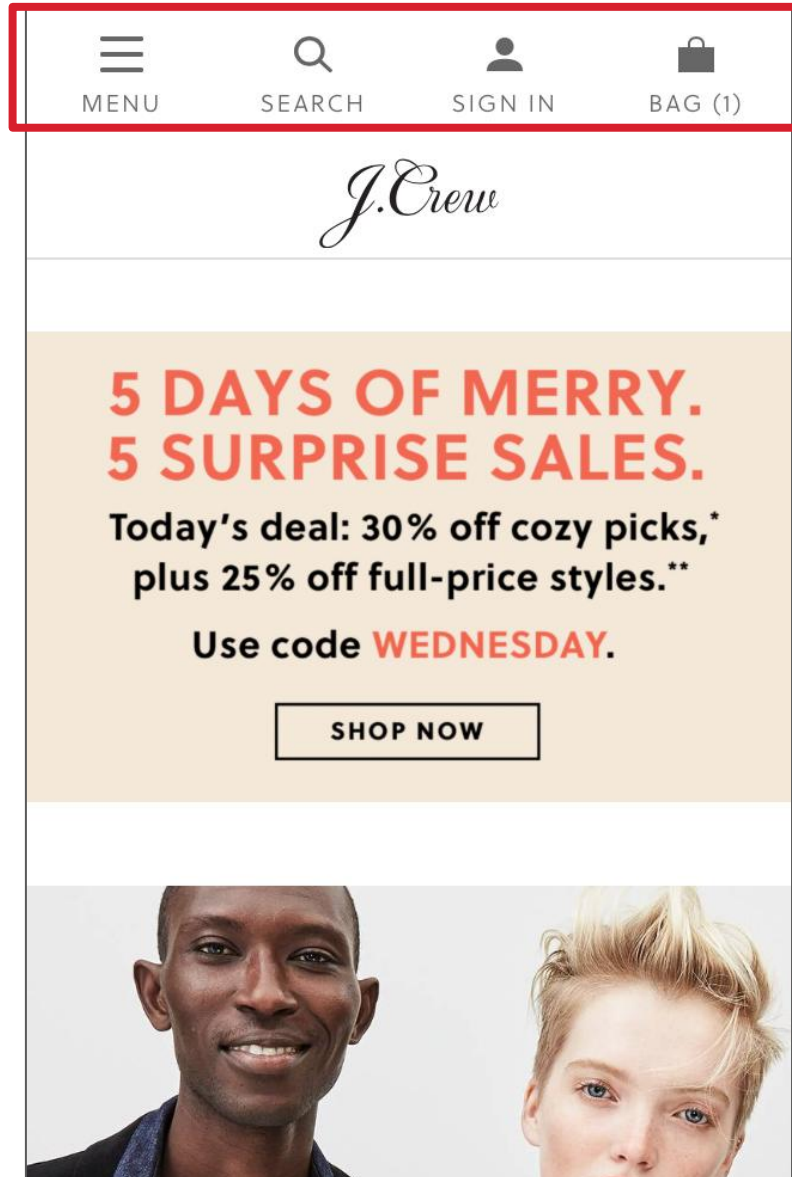 MENU SEARCH SIGN IN BAG (1)
J.Crew
5 DAYS OF MERRY.
5 SURPRISE SALES.
Today's deal: 30% off cozy picks,*
plus 25% off full-price styles.**
Use code WEDNESDAY.
SHOP NOW